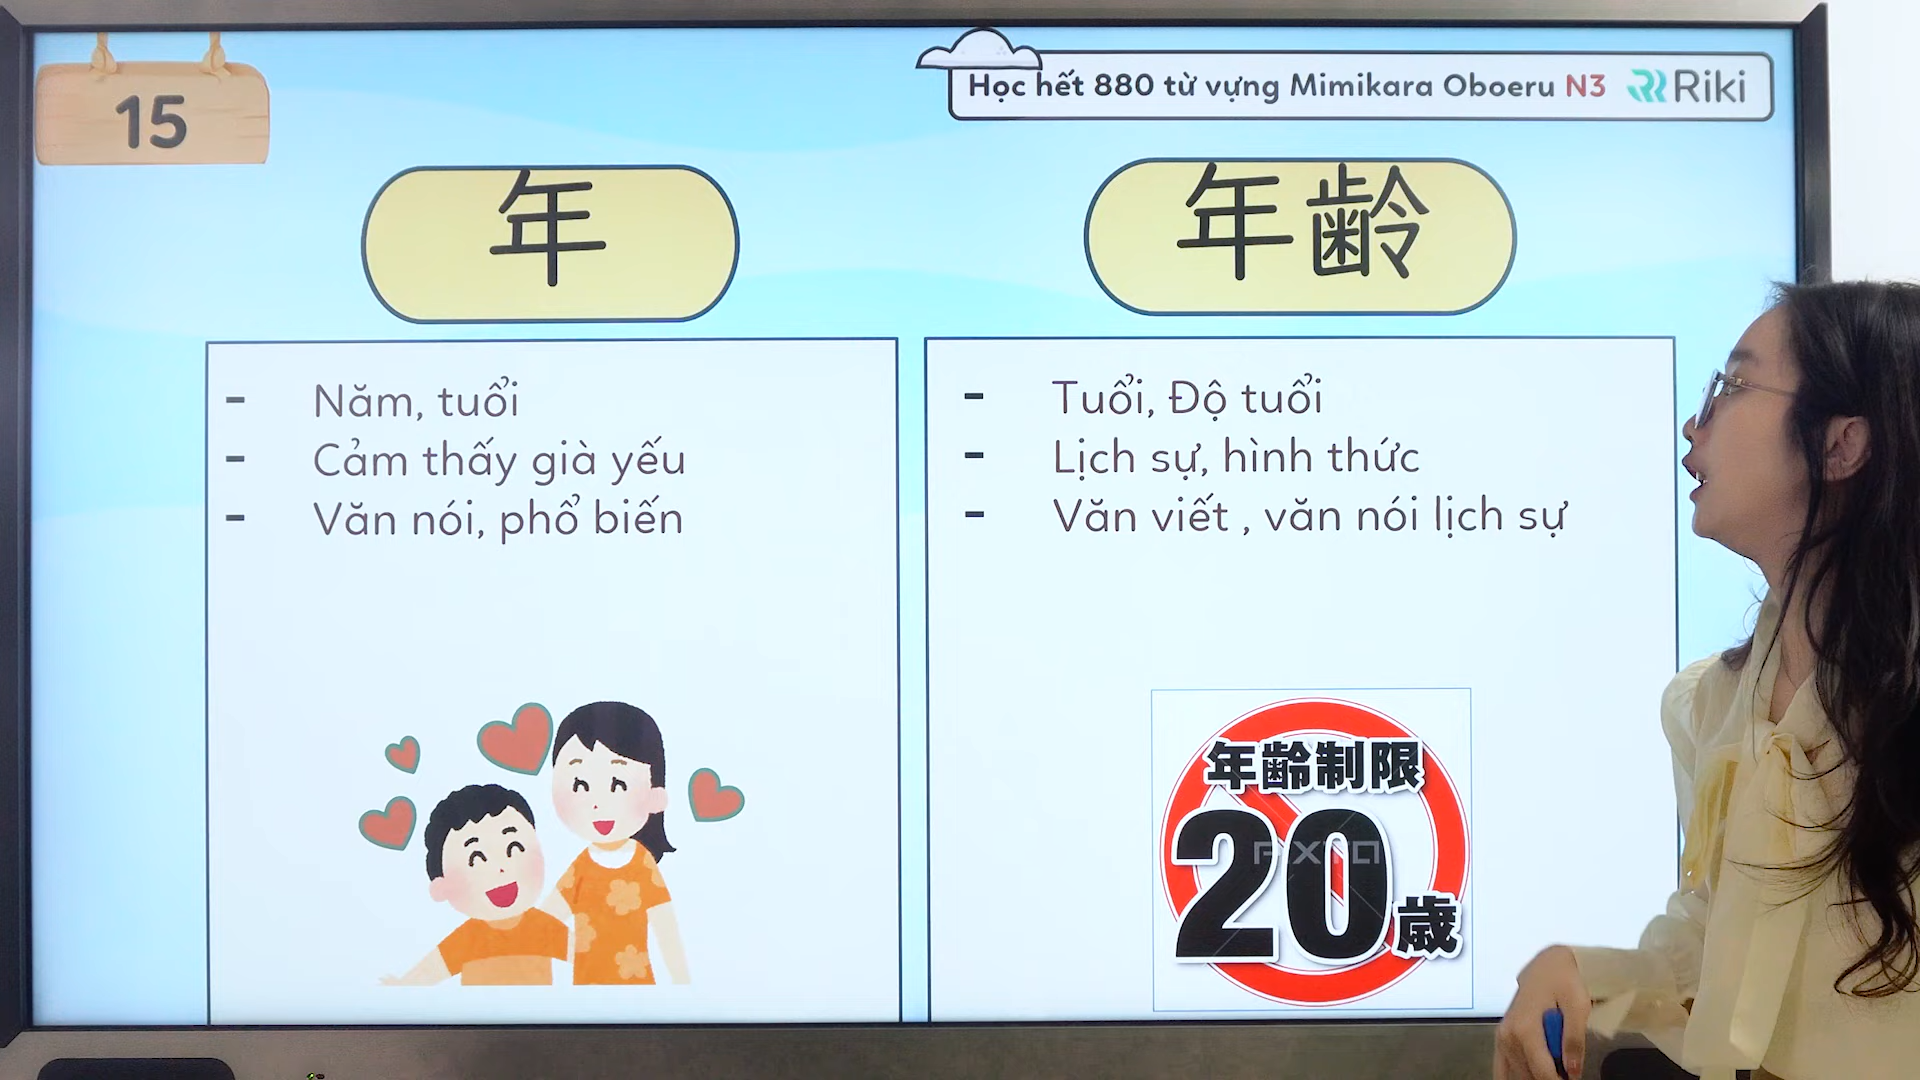 15
Học hết 880 từ vựng Mimikara Oboeru N3 Riki
年
年齢
- Năm, tuổi
- Cảm thấy già yếu
- Văn nói, phổ biến
- Tuổi, Độ tuổi
- Lịch sự, hình thức
- Văn viết , văn nói lịch sự
年齢制限
20歳
PIXTA